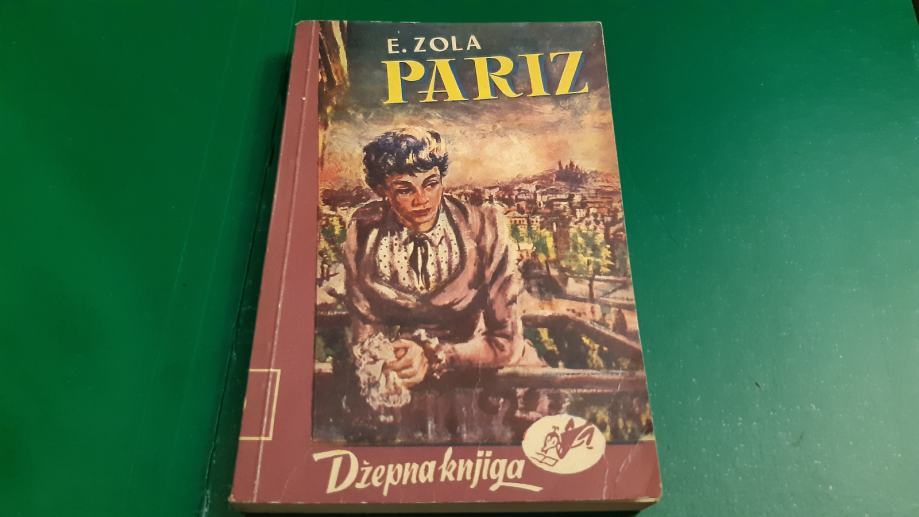 E. ZOLA
PARIZ
Džepna knjiga